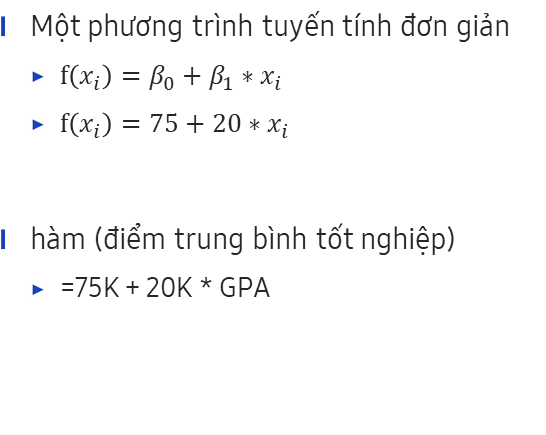 Một phương trình tuyến tính đơn giản
f(xᵢ) = β₀ + β₁ ∗ xᵢ
f(xᵢ) = 75 + 20 ∗ xᵢ
hàm (điểm trung bình tốt nghiệp)
=75K + 20K * GPA